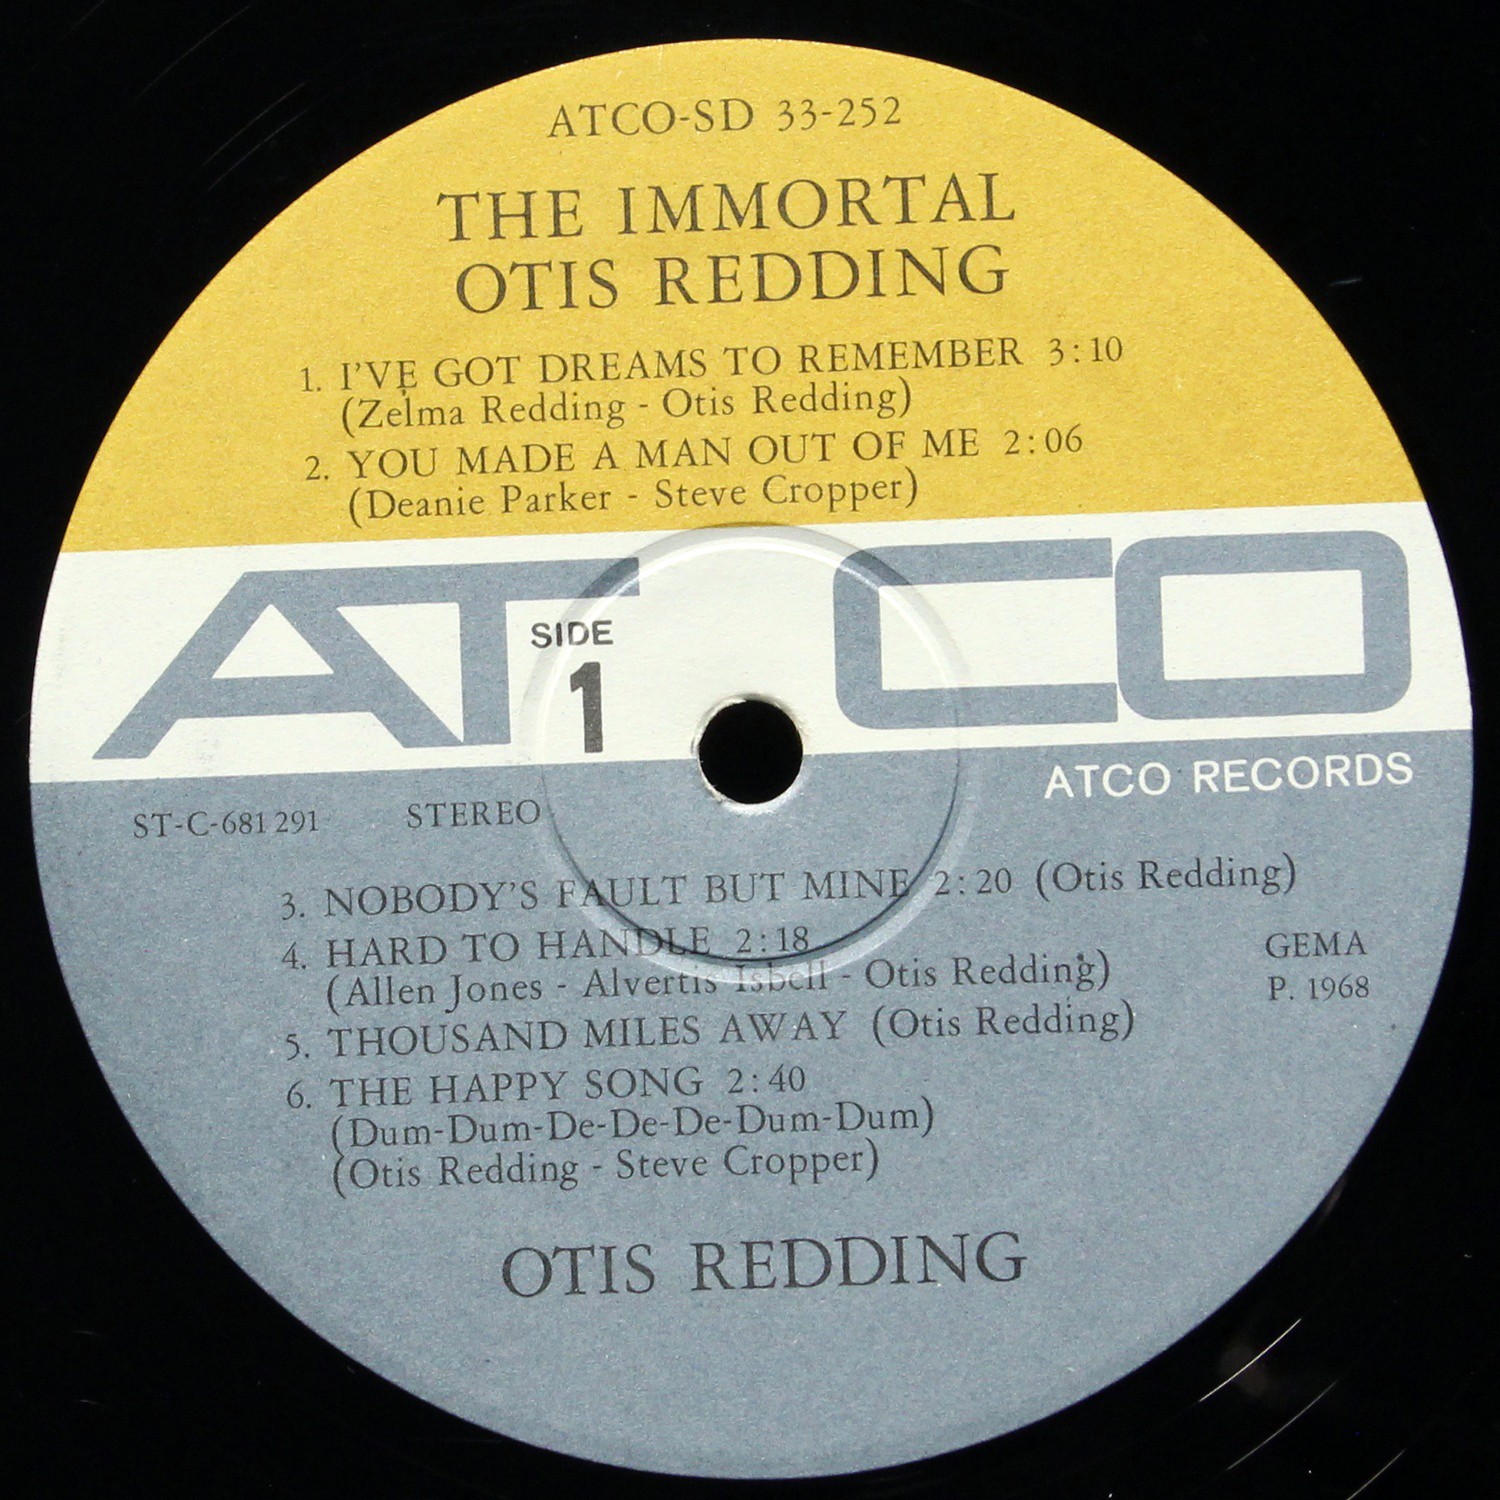 ATCO-SD 33-252
THE IMMORTAL
OTIS REDDING
1. I'VE GOT DREAMS TO REMEMBER 3:10
(Zelma Redding - Otis Redding)
2. YOU MADE A MAN OUT OF ME 2:06
(Deanie Parker - Steve Cropper)
ATCO
SIDE
1
ATCO RECORDS
ST-C-681 291 STEREO
3. NOBODY'S FAULT BUT MINE 2:20 (Otis Redding)
4. HARD TO HANDLE 2:18
(Allen Jones - Alvertis Isbell - Otis Redding)
GEMA
P. 1968
5. THOUSAND MILES AWAY (Otis Redding)
6. THE HAPPY SONG 2:40
(Dum-Dum-De-De-De-Dum-Dum)
(Otis Redding - Steve Cropper)
OTIS REDDING